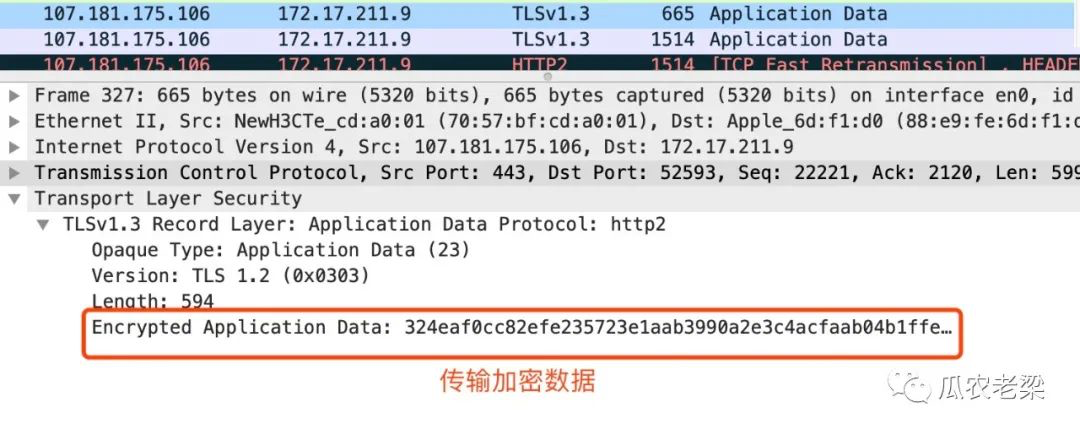 107.181.175.106 172.17.211.9 TLSv1.3 665 Application Data
107.181.175.106 172.17.211.9 TLSv1.3 1514 Application Data
107.181.175.106 172.17.211.9 HTTP2 1514 [TCP Fast Retransmission] , HEADE
Frame 327: 665 bytes on wire (5320 bits), 665 bytes captured (5320 bits) on interface en0, id
Ethernet II, Src: NewH3CTe_cd:a0:01 (70:57:bf:cd:a0:01), Dst: Apple_6d:f1:d0 (88:e9:fe:6d:f1:d
Internet Protocol Version 4, Src: 107.181.175.106, Dst: 172.17.211.9
Transmission Control Protocol, Src Port: 443, Dst Port: 52593, Seq: 22221, Ack: 2120, Len: 599
Transport Layer Security
TLSv1.3 Record Layer: Application Data Protocol: http2
Opaque Type: Application Data (23)
Version: TLS 1.2 (0x0303)
Length: 594
Encrypted Application Data: 324eaf0cc82efe235723e1aab3990a2e3c4acfaab04b1ffe…
传输加密数据
瓜农老梁